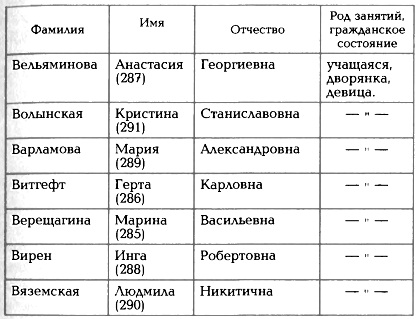 Фамилия Имя Отчество Род занятий, гражданское состояние
Вельяминова Анастасия (287) Георгиевна учащаяся, дворянка, девица.
Волынская Кристина (291) Станиславовна — " —
Варламова Мария (289) Александровна — " —
Витгефт Герта (286) Карловна — " —
Верещагина Марина (285) Васильевна — " —
Вирен Инга (288) Робертовна — " —
Вяземская Людмила (290) Никитична — " —